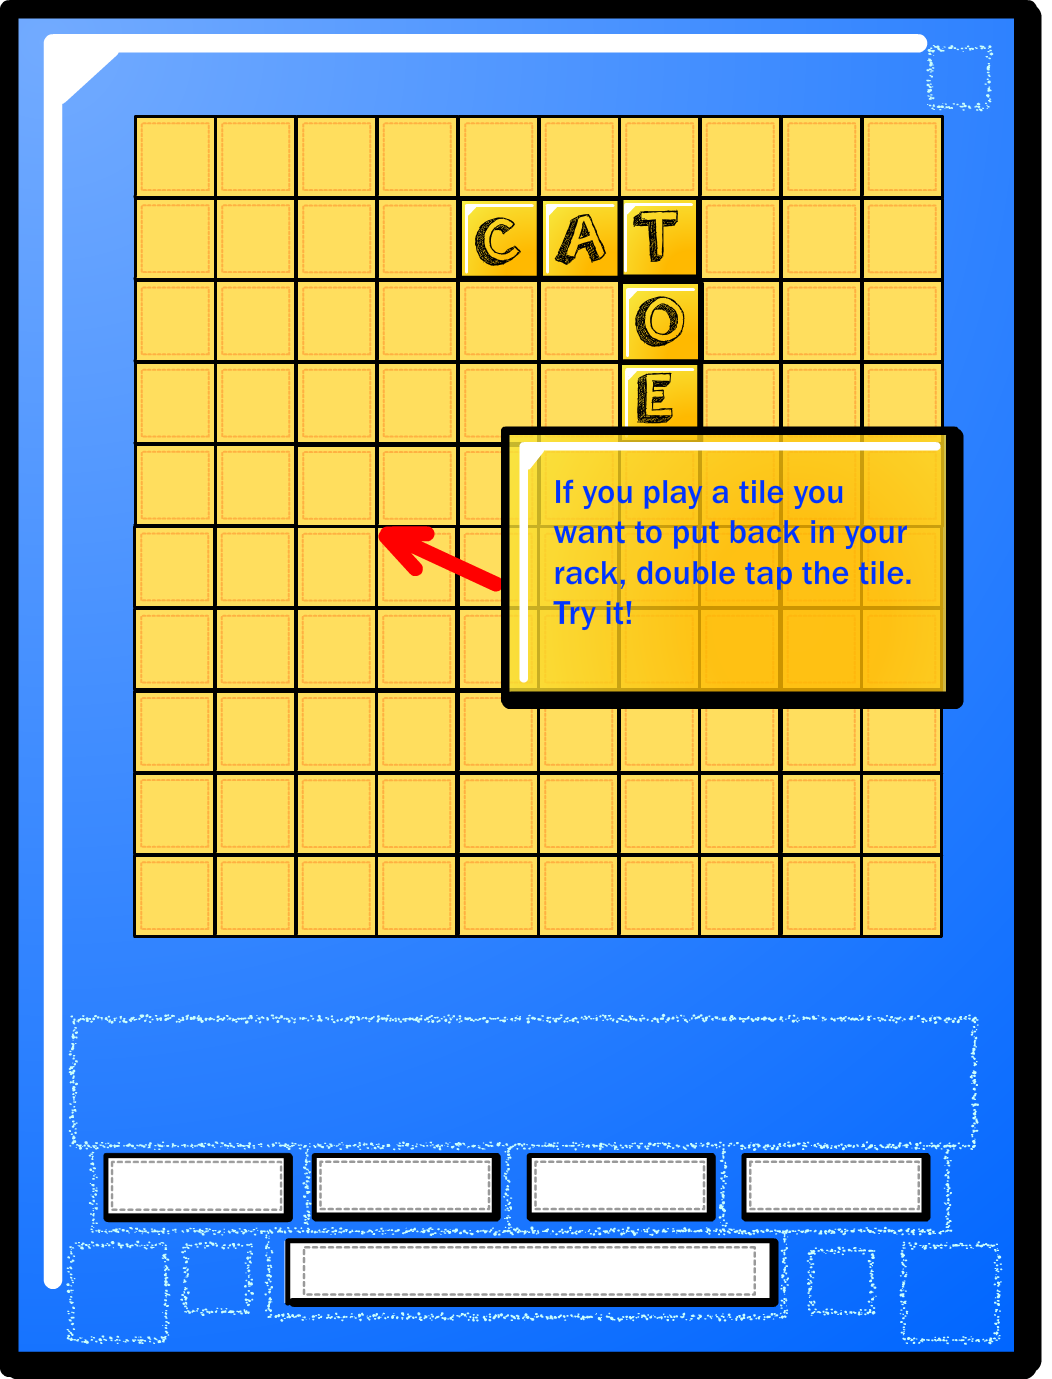 CAT
O
E
If you play a tile you
want to put back in your
rack, double tap the tile.
Try it!